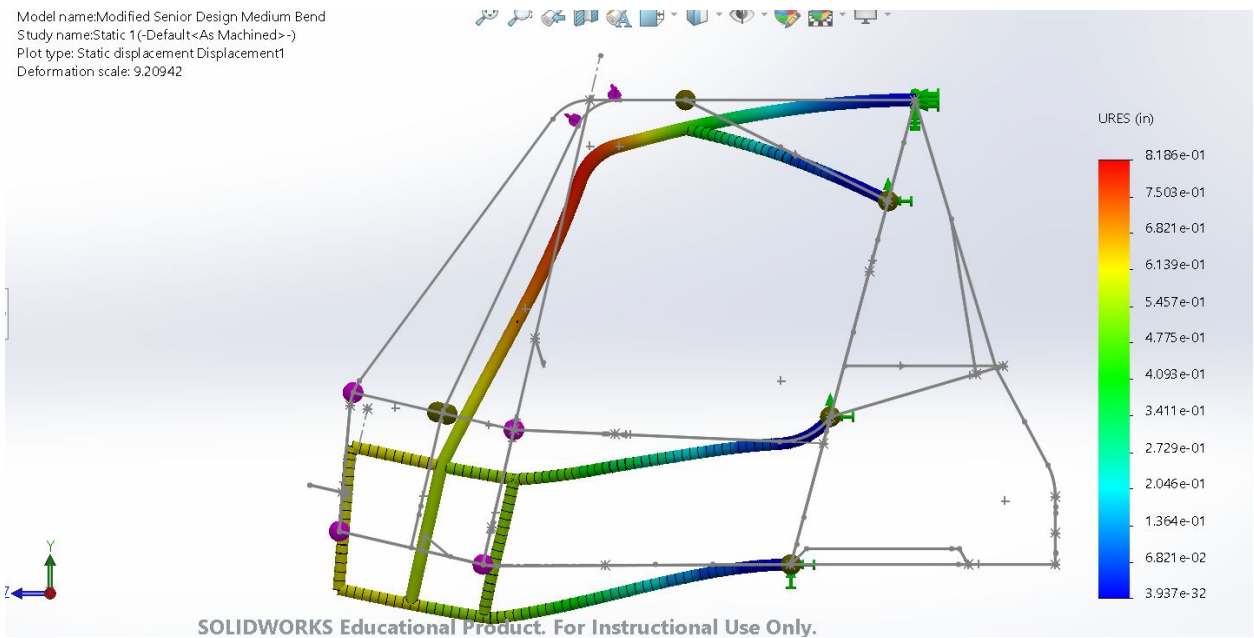 Model name:Modified Senior Design Medium Bend
Study name:Static 1(-Default<As Machined>-)
Plot type: Static displacement Displacement1
Deformation scale: 9.20942
URES (in)
8.186e-01
7.503e-01
6.821e-01
6.139e-01
5.457e-01
4.775e-01
4.093e-01
3.411e-01
2.729e-01
2.046e-01
1.364e-01
6.821e-02
3.937e-32
Y
Z
SOLIDWORKS Educational Product. For Instructional Use Only.